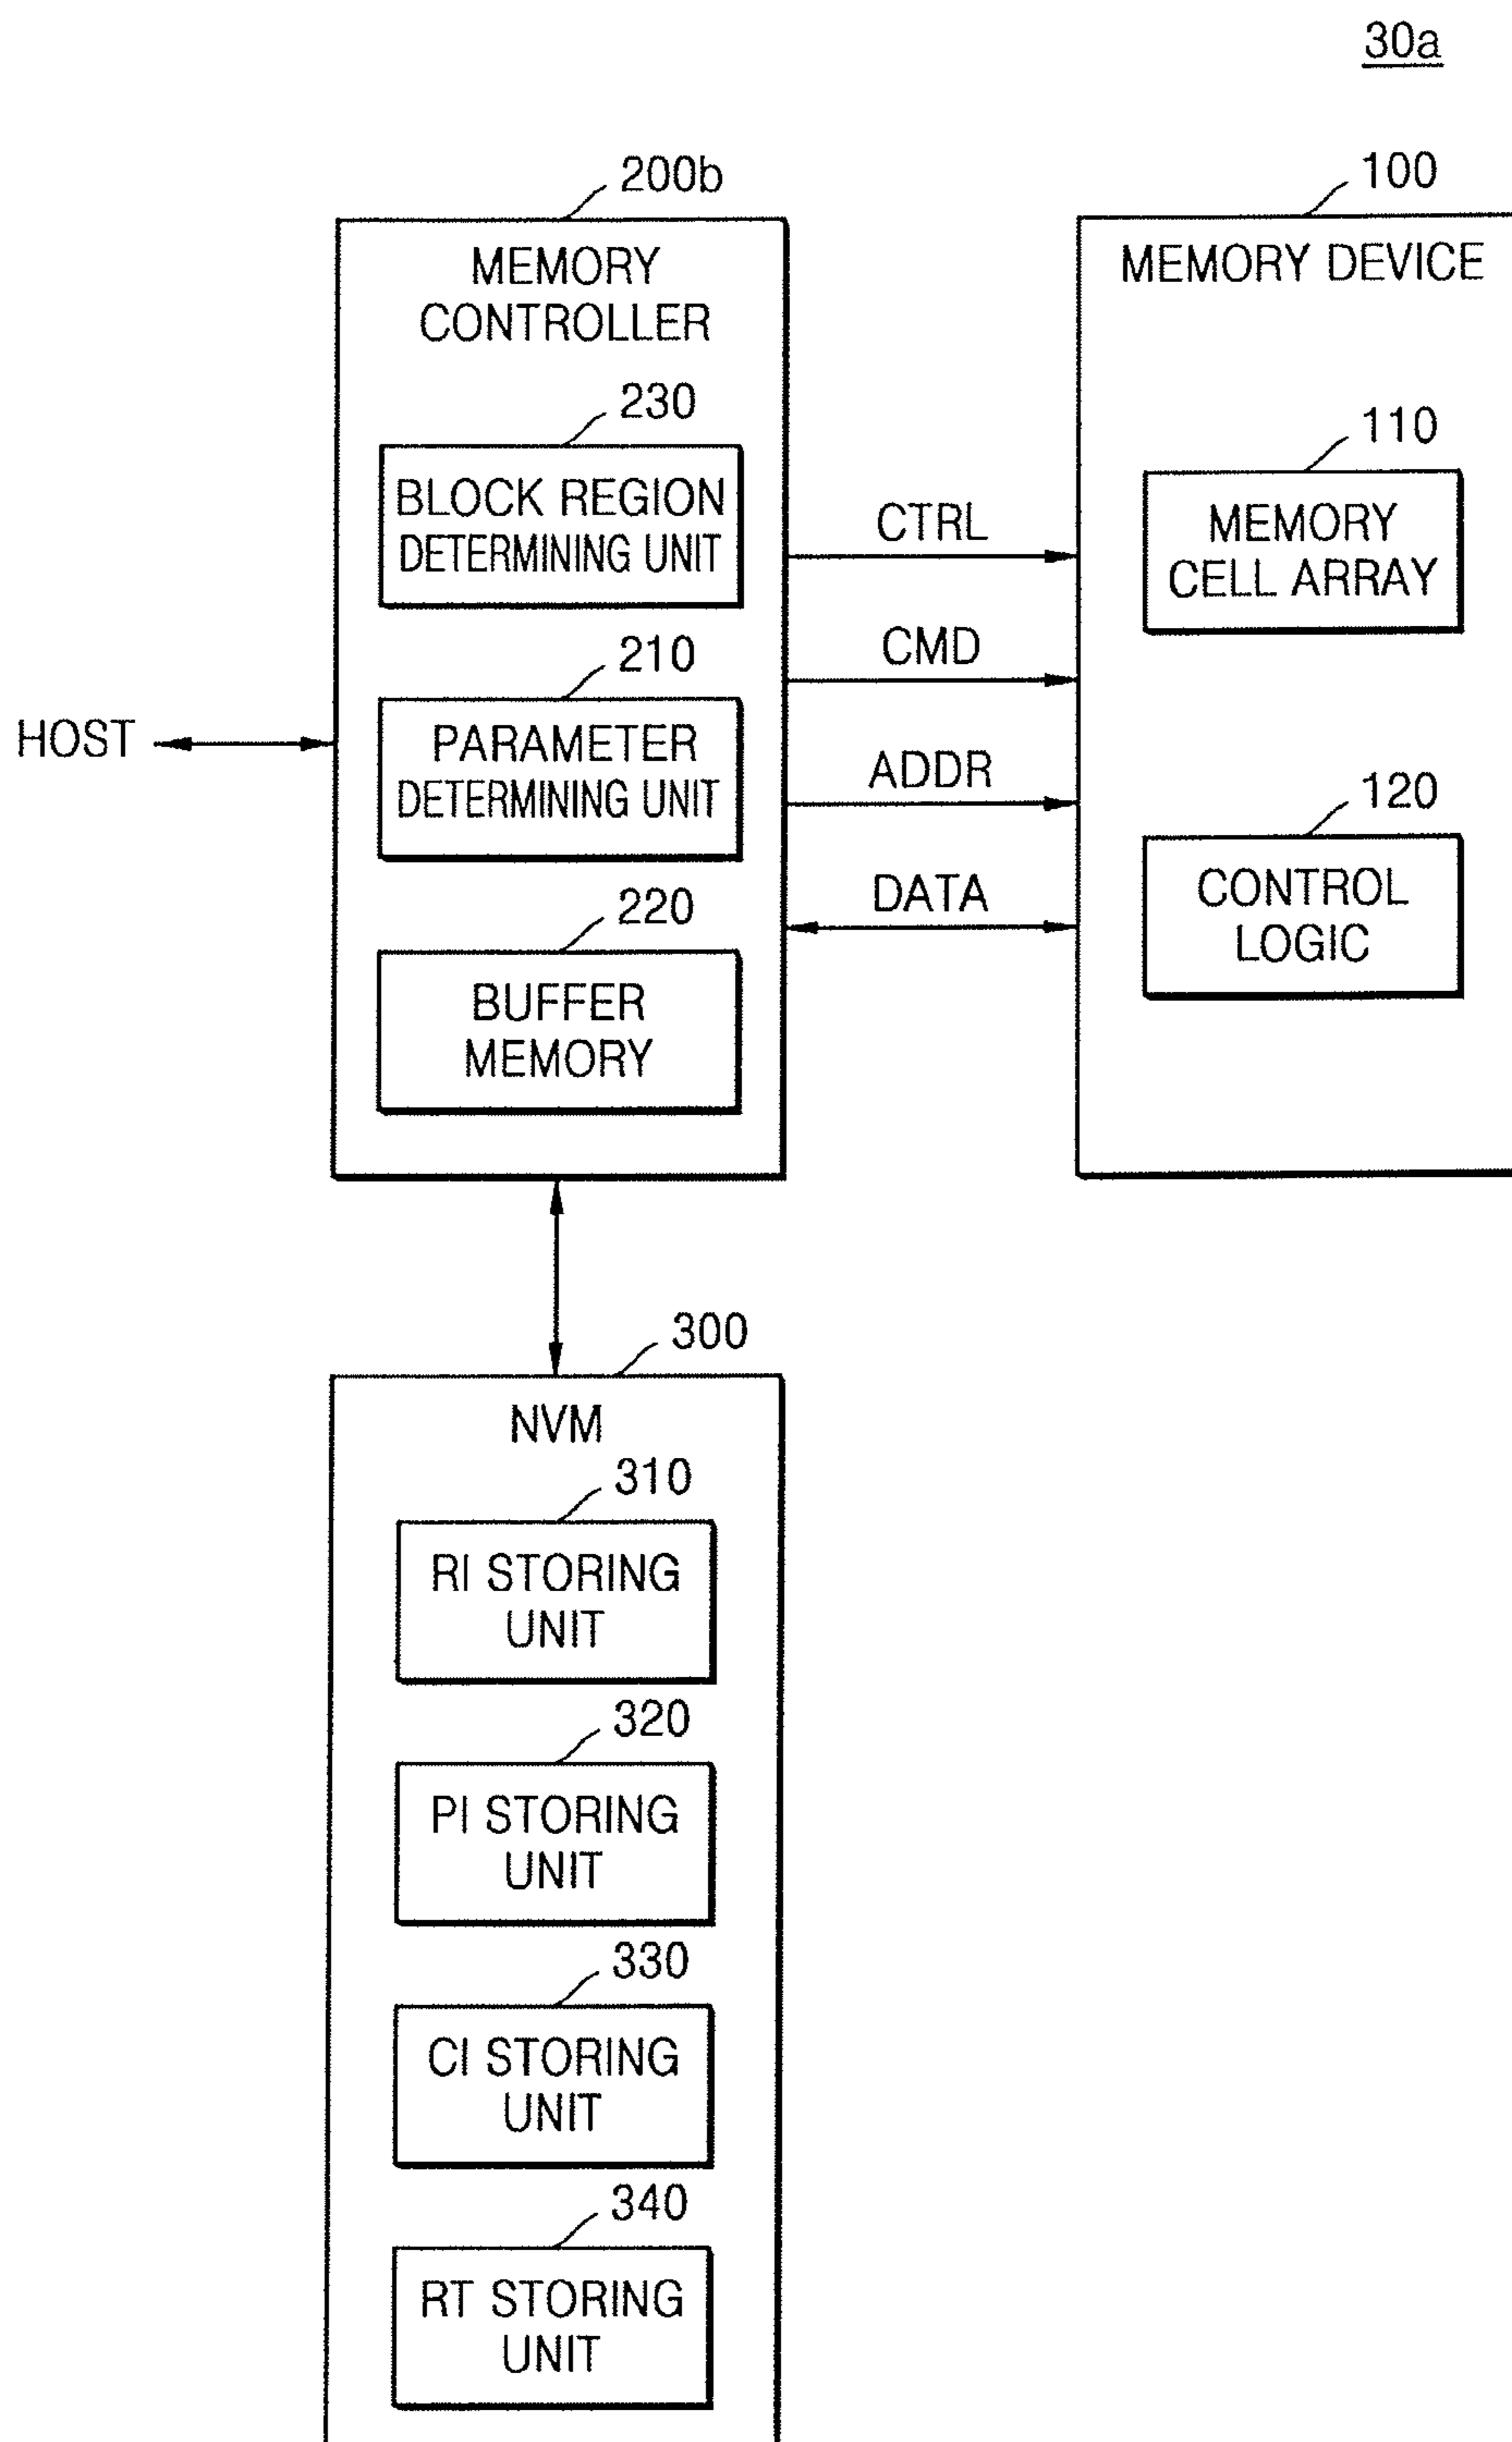 30a
200b
MEMORY
CONTROLLER
230
BLOCK REGION
DETERMINING UNIT
210
PARAMETER
DETERMINING UNIT
220
BUFFER
MEMORY
HOST
CTRL
CMD
ADDR
DATA
100
MEMORY DEVICE
110
MEMORY
CELL ARRAY
120
CONTROL
LOGIC
300
NVM
310
RI STORING
UNIT
320
PI STORING
UNIT
330
CI STORING
UNIT
340
RT STORING
UNIT